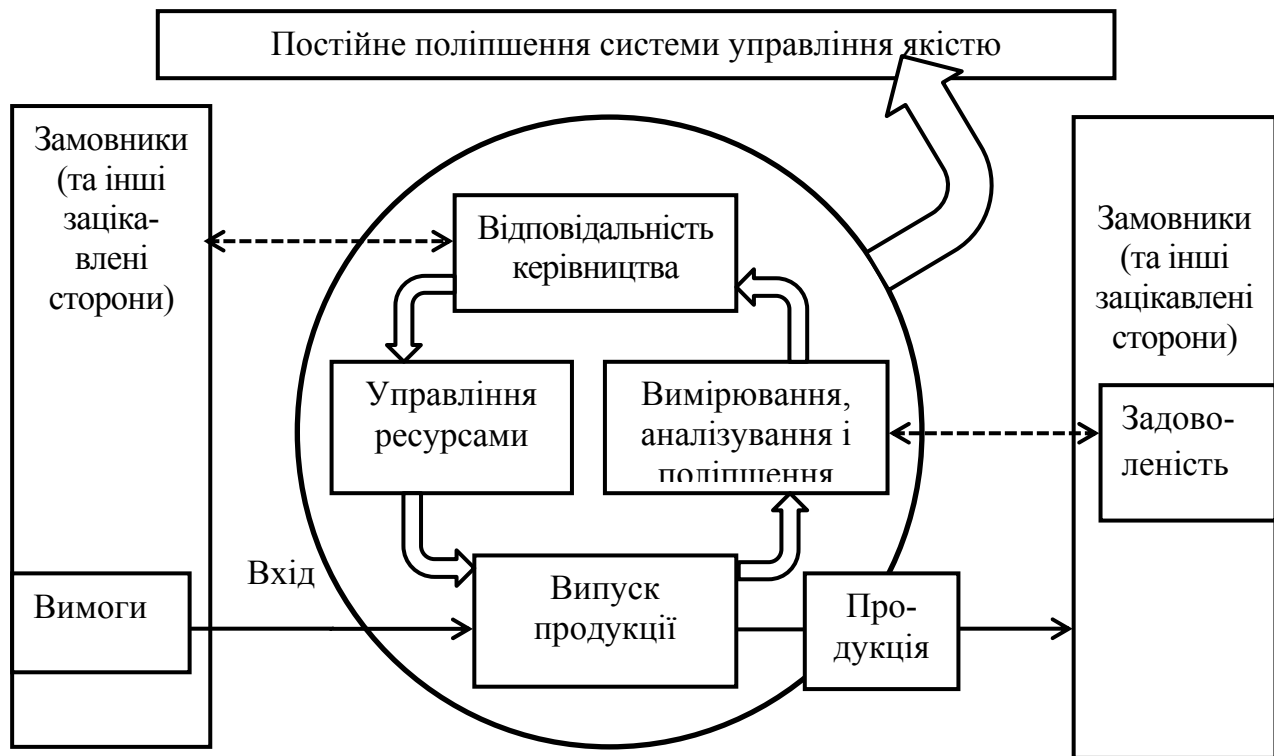 Постійне поліпшення системи управління якістю
Замовники
(та інші
заціка-
влені
сторони)
Відповідальність
керівництва
Замовники
(та інші
зацікавлені
сторони)
Управління
ресурсами
Вимірювання,
аналізування і
поліпшення
Задово-
леність
Вхід
Вимоги
Випуск
продукції
Про-
дукція